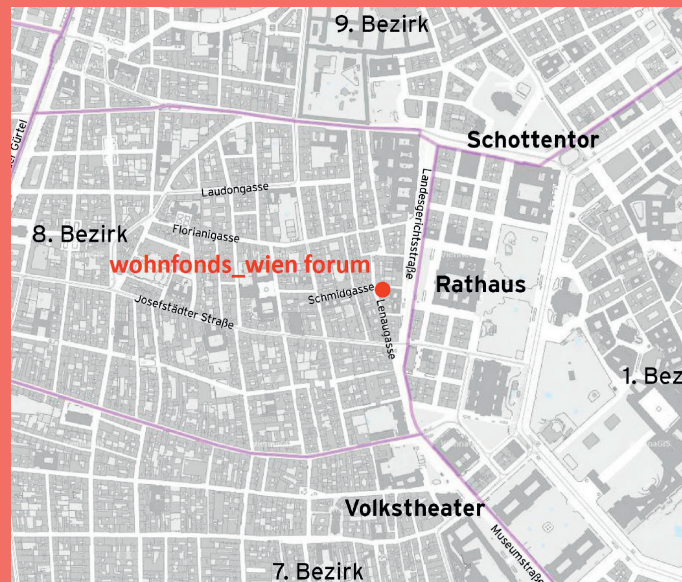 9. Bezirk
Schottentor
Laudongasse
Landesgerichtsstraße
Florianigasse
8. Bezirk
wohnfonds_wien forum
Rathaus
Schmidgasse
Lenaugasse
Josefstädter Straße
1. Bez
Volkstheater
Museumstraße
7. Bezirk
Gürtel